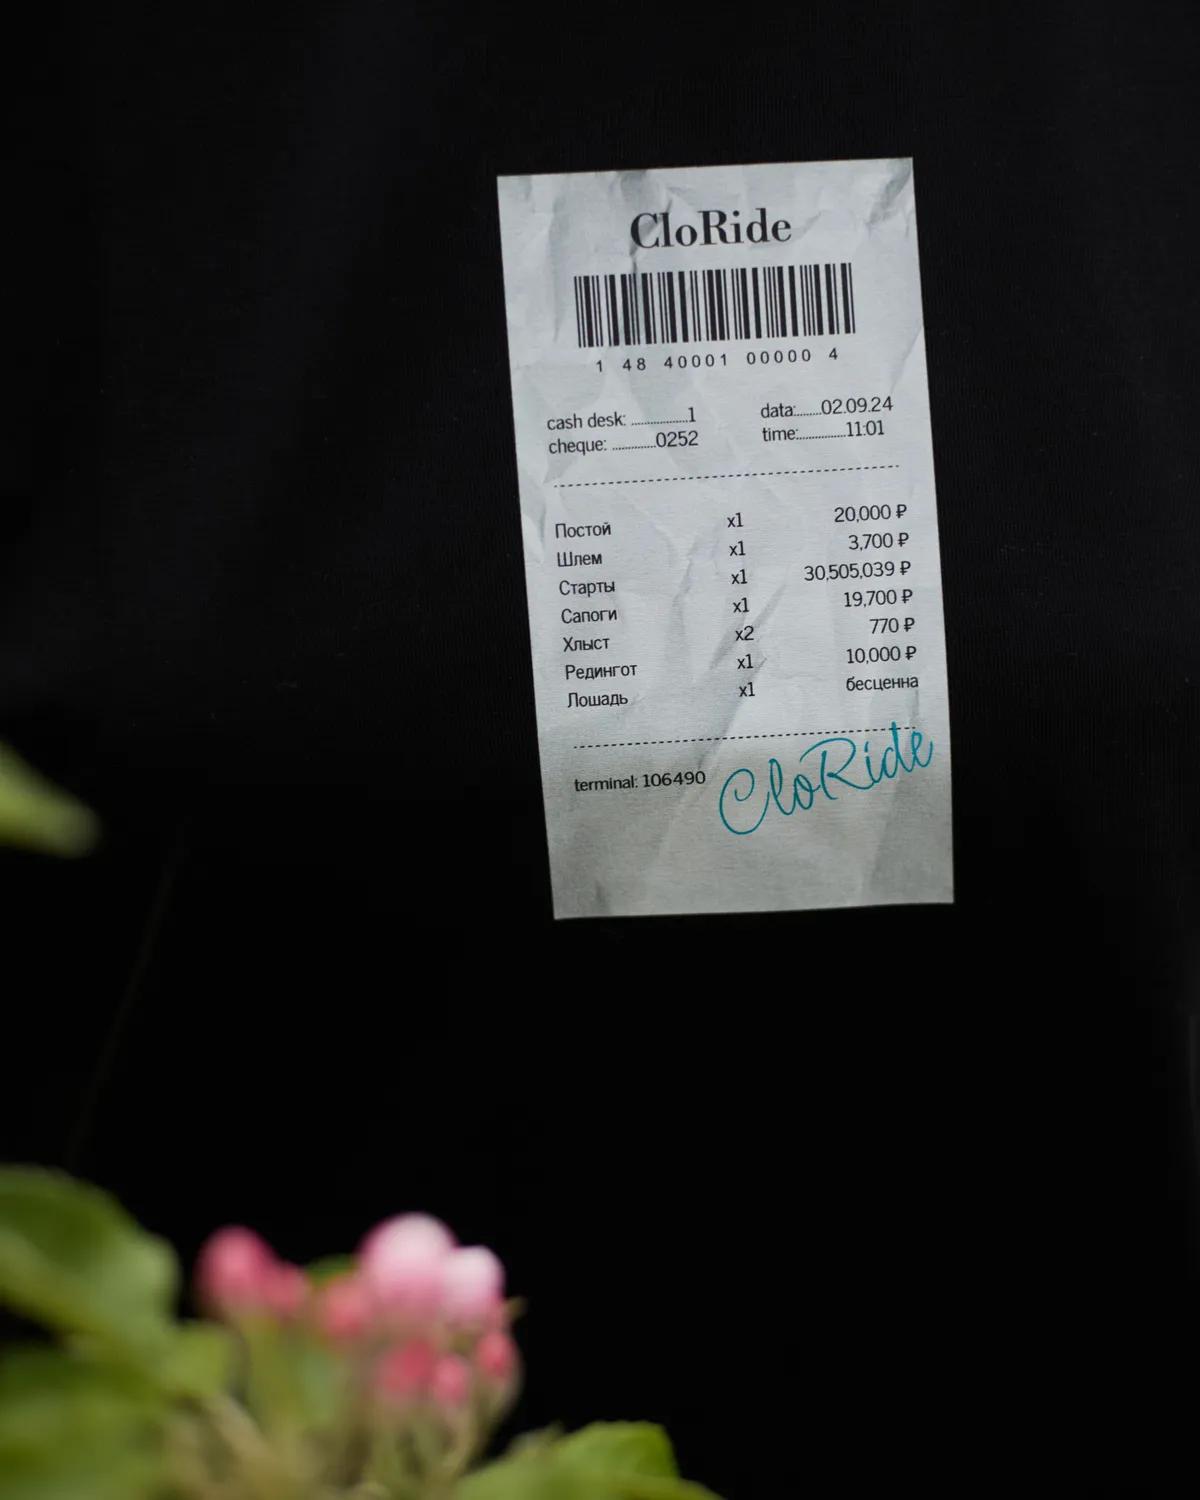 CloRide
1 48 40001 00000 4
cash desk: .................1 data:........02.09.24
cheque: .............0252 time:...............11:01
Постой x1 20,000 ₽
Шлем x1 3,700 ₽
Старты x1 30,505,039 ₽
Сапоги x1 19,700 ₽
Хлыст x2 770 ₽
Редингот x1 10,000 ₽
Лошадь x1 бесценна
terminal: 106490
CloRide